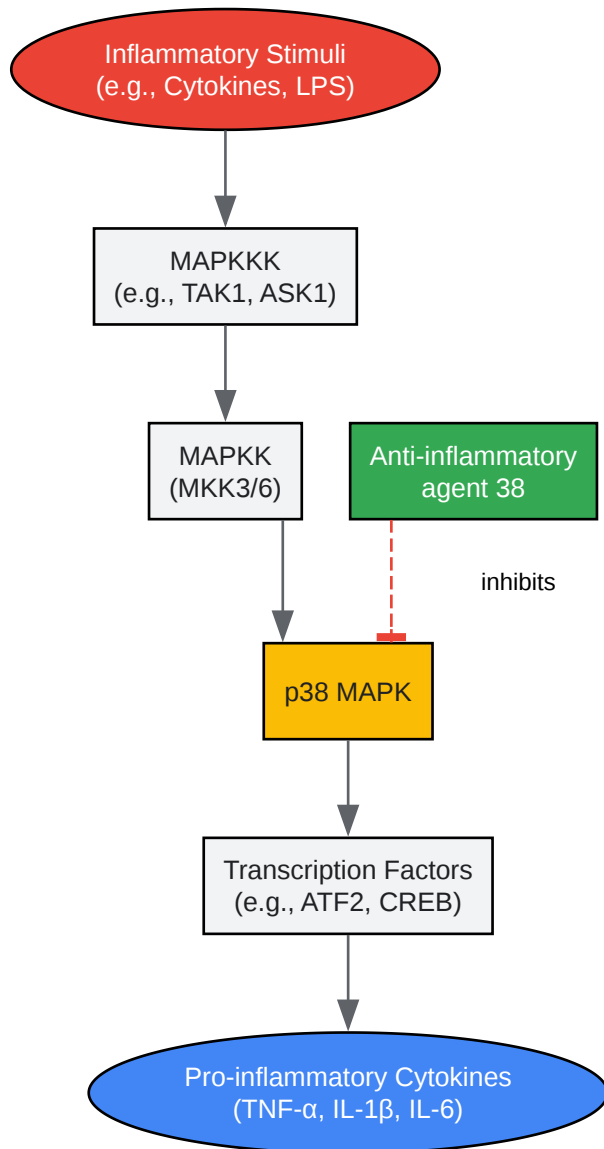 Inflammatory Stimuli
(e.g., Cytokines, LPS)
MAPKKK
(e.g., TAK1, ASK1)
MAPKK
(MKK3/6)
Anti-inflammatory
agent 38
inhibits
p38 MAPK
Transcription Factors
(e.g., ATF2, CREB)
Pro-inflammatory Cytokines
(TNF-α, IL-1β, IL-6)